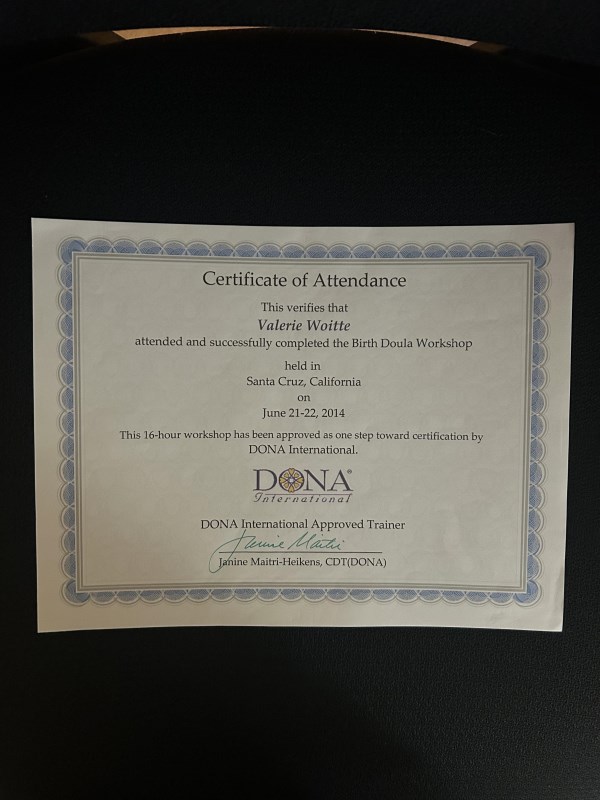 Certificate of Attendance
This verifies that
Valerie Woitte
attended and successfully completed the Birth Doula Workshop
held in
Santa Cruz, California
on
June 21-22, 2014
This 16-hour workshop has been approved as one step toward certification by
DONA International.
DONA®
International
DONA International Approved Trainer
Janine Maitri
Janine Maitri-Heikens, CDT(DONA)